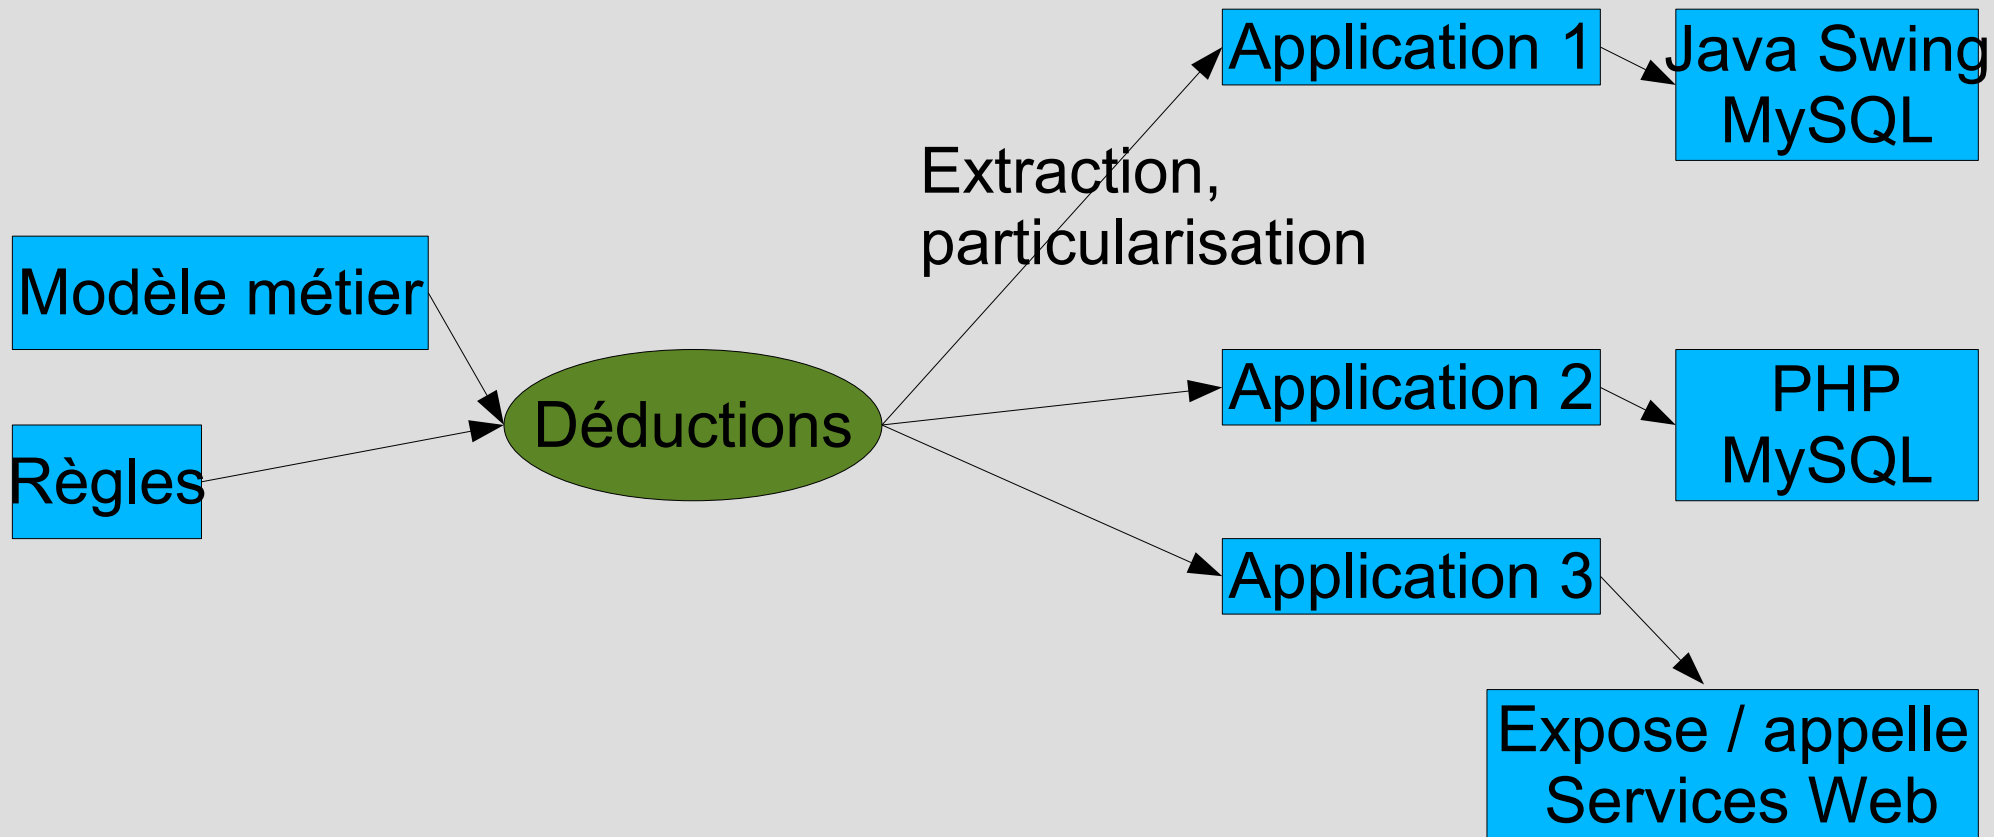 Application 1
Java Swing
MySQL
Extraction,
particularisation
Modèle métier
Règles
Déductions
Application 2
PHP
MySQL
Application 3
Expose / appelle
Services Web